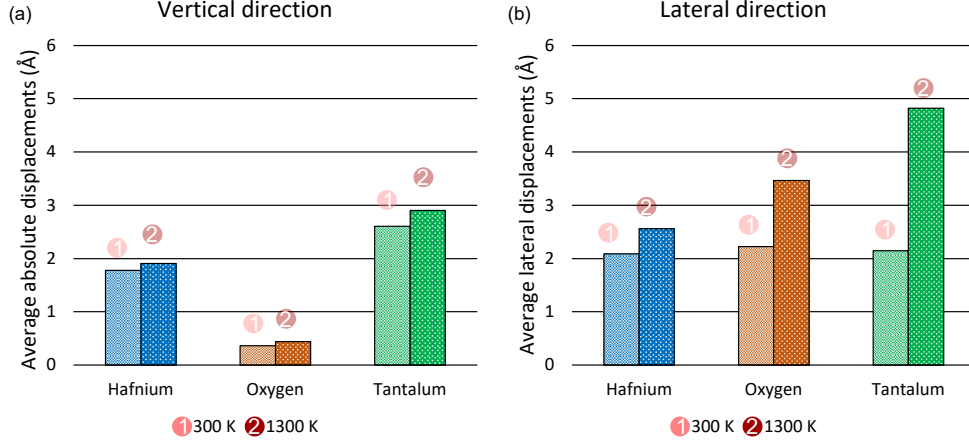 (a)
Vertical direction
Average absolute displacements (Å)
6
5
4
3
2
1
0
1
2
1
2
1
2
Hafnium
Oxygen
Tantalum
1 300 K
2 1300 K
(b)
Lateral direction
Average lateral displacements (Å)
6
5
4
3
2
1
0
1
2
1
2
1
2
Hafnium
Oxygen
Tantalum
1 300 K
2 1300 K